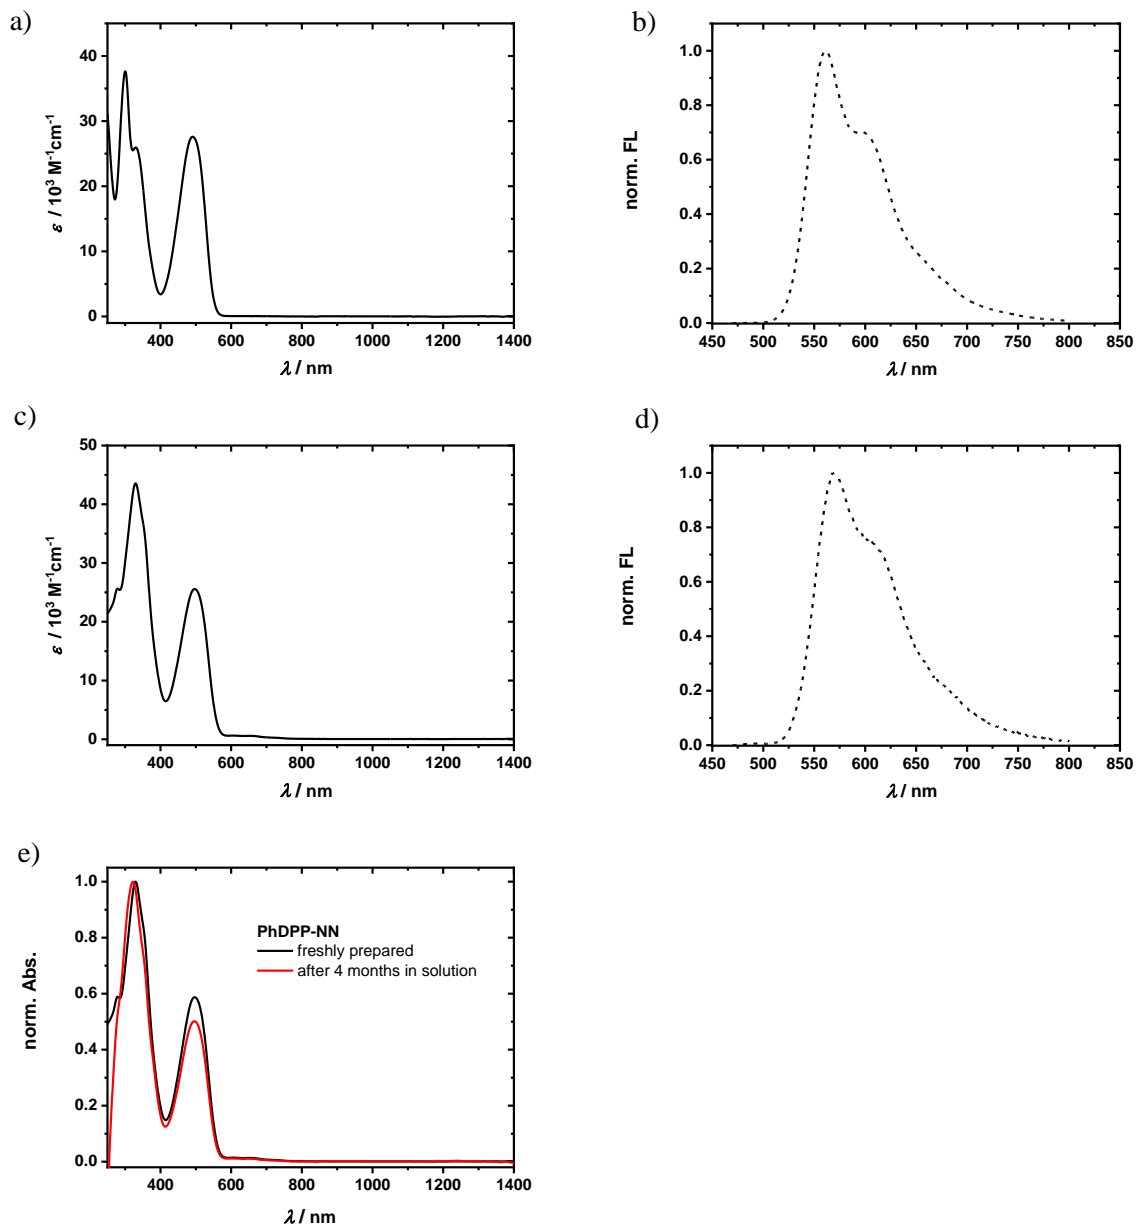 a)
ε / 10³ M⁻¹cm⁻¹
40
30
20
10
0
400 600 800 1000 1200 1400
λ / nm
b)
norm. FL
1.0
0.8
0.6
0.4
0.2
0.0
450 500 550 600 650 700 750 800 850
λ / nm
c)
ε / 10³ M⁻¹cm⁻¹
50
40
30
20
10
0
400 600 800 1000 1200 1400
λ / nm
d)
norm. FL
1.0
0.8
0.6
0.4
0.2
0.0
450 500 550 600 650 700 750 800 850
λ / nm
e)
norm. Abs.
1.0
0.8
0.6
0.4
0.2
0.0
PhDPP-NN
freshly prepared
after 4 months in solution
400 600 800 1000 1200 1400
λ / nm